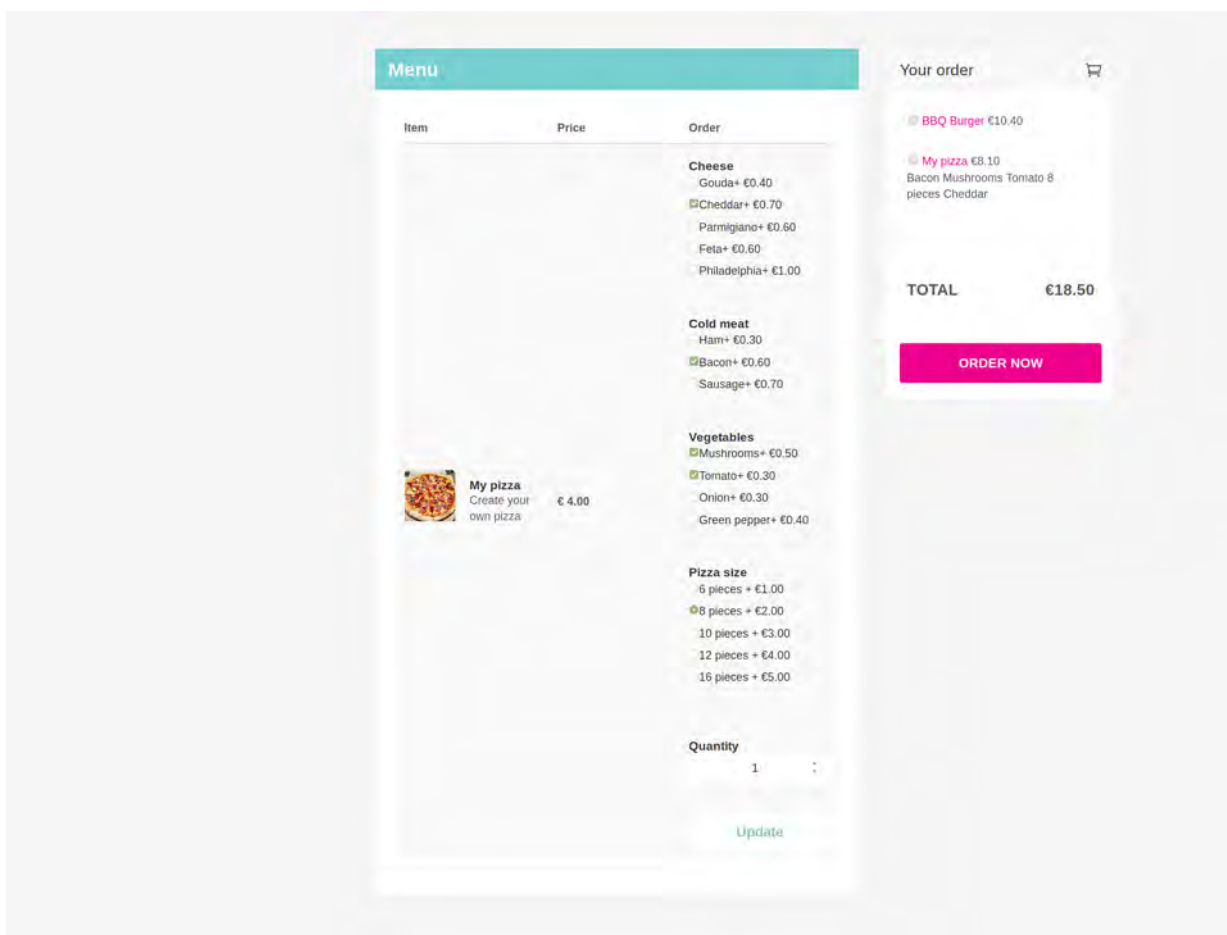 Menu
Item Price Order
Cheese
Gouda+ €0.40
Cheddar+ €0.70
Parmigiano+ €0.60
Feta+ €0.60
Philadelphia+ €1.00
Cold meat
Ham+ €0.30
Bacon+ €0.60
Sausage+ €0.70
Vegetables
Mushrooms+ €0.50
Tomato+ €0.30
Onion+ €0.30
Green pepper+ €0.40
My pizza
Create your
own pizza
€ 4.00
Pizza size
6 pieces + €1.00
8 pieces + €2.00
10 pieces + €3.00
12 pieces + €4.00
16 pieces + €5.00
Quantity
1
Update
Your order
BBQ Burger €10.40
My pizza €8.10
Bacon Mushrooms Tomato 8
pieces Cheddar
TOTAL €18.50
ORDER NOW